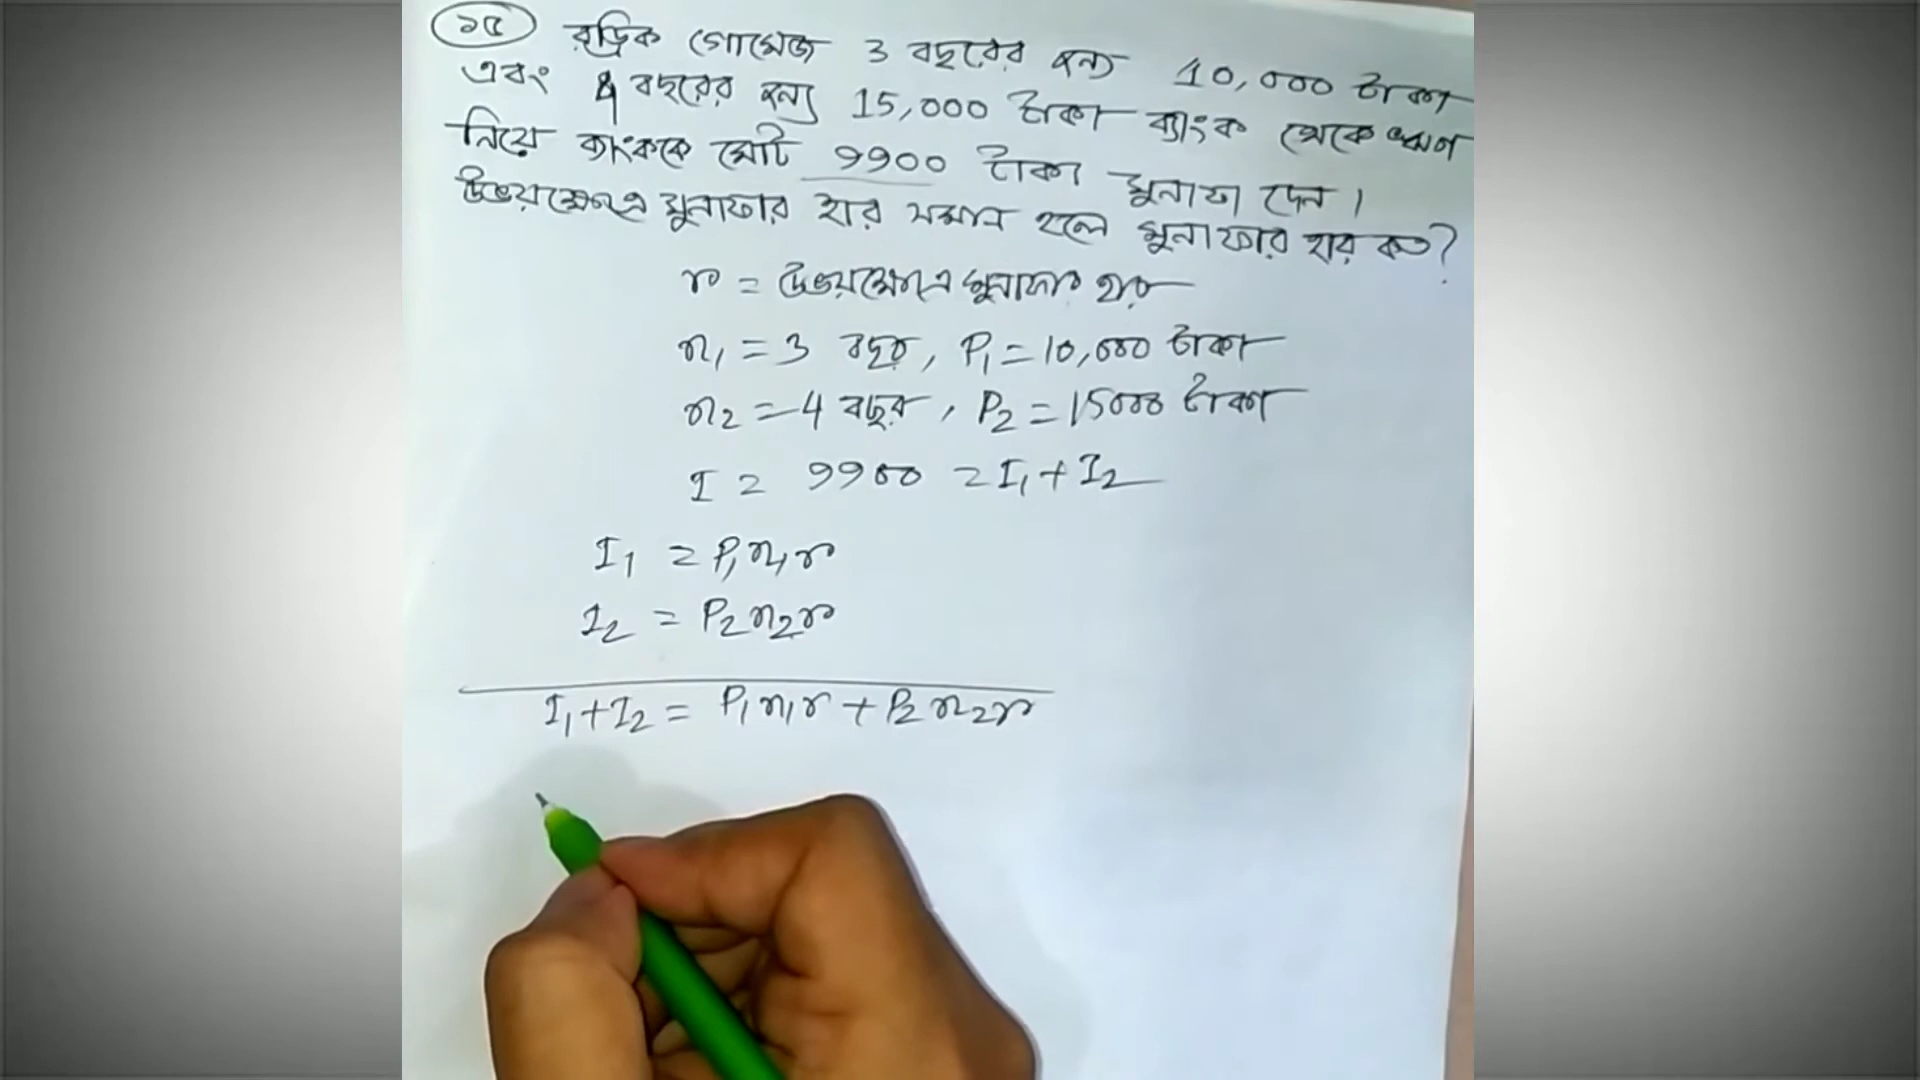 ১৫ রড্রিক গোমেজ 3 বছরের জন্য 10,000 টাকা
এবং 4 বছরের জন্য 15,000 টাকা ব্যাংক থেকে ঋণ
নিয়ে ব্যাংককে মোট 9900 টাকা মুনাফা দেন।
উভয়ক্ষেত্রে মুনাফার হার সমান হলে মুনাফার হার কত?
r = উভয়ক্ষেত্রে মুনাফার হার
n₁ = 3 বছর, P₁ = 10,000 টাকা
n₂ = 4 বছর, P₂ = 15000 টাকা
I = 9900 = I₁ + I₂
I₁ = P₁n₁r
I₂ = P₂n₂r
I₁ + I₂ = P₁n₁r + P₂n₂r